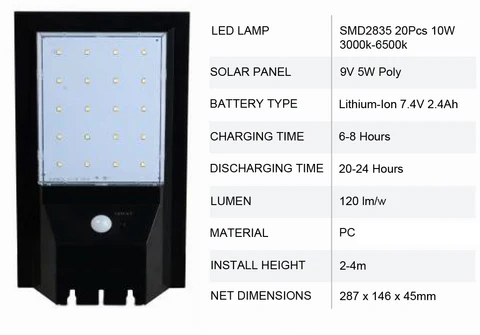 LED LAMP SMD2835 20Pcs 10W
3000k-6500k
SOLAR PANEL 9V 5W Poly
BATTERY TYPE Lithium-Ion 7.4V 2.4Ah
CHARGING TIME 6-8 Hours
DISCHARGING TIME 20-24 Hours
LUMEN 120 lm/w
MATERIAL PC
INSTALL HEIGHT 2-4m
NET DIMENSIONS 287 x 146 x 45mm